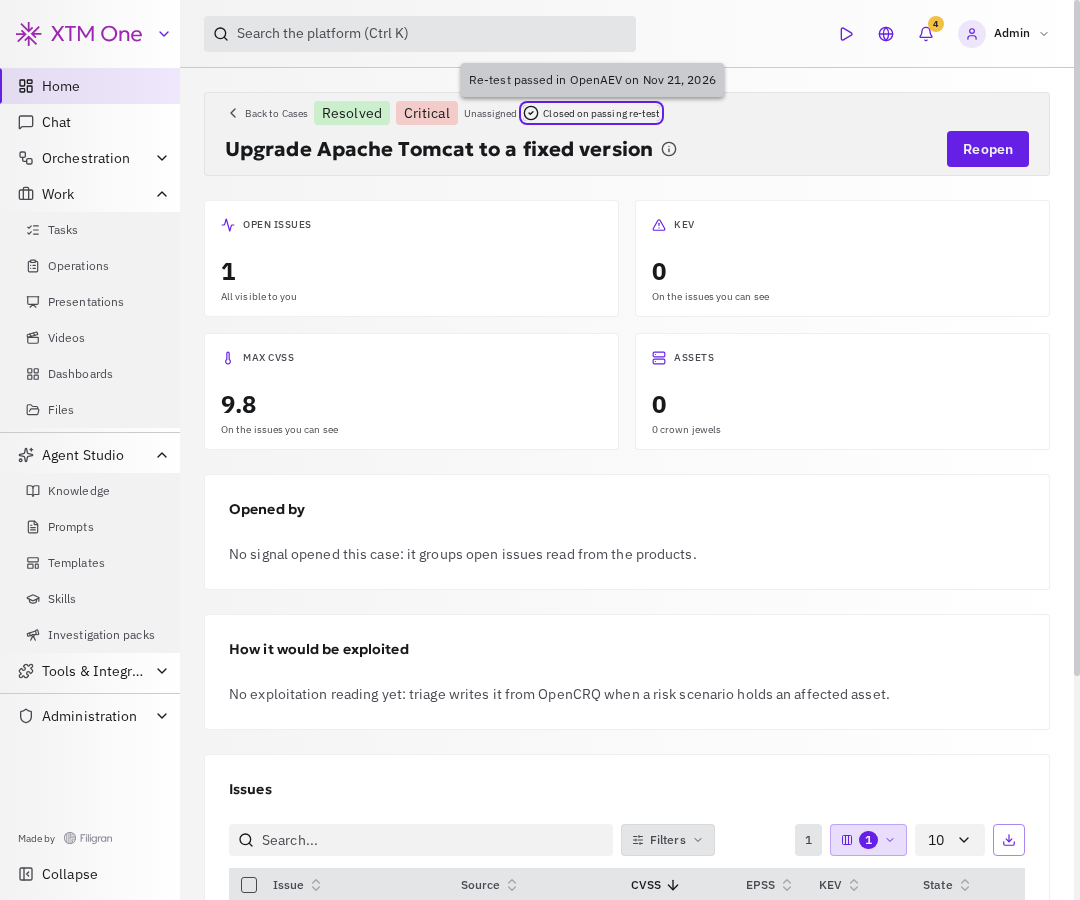 XTM One
Search the platform (Ctrl K)
4
Admin
Home
Chat
Orchestration
Work
Tasks
Operations
Presentations
Videos
Dashboards
Files
Agent Studio
Knowledge
Prompts
Templates
Skills
Investigation packs
Tools & Integr...
Administration
Made by Filigran
Collapse
Re-test passed in OpenAEV on Nov 21, 2026
Back to Cases Resolved Critical Unassigned Closed on passing re-test
Upgrade Apache Tomcat to a fixed version
Reopen
OPEN ISSUES
1
All visible to you
KEV
0
On the issues you can see
MAX CVSS
9.8
On the issues you can see
ASSETS
0
0 crown jewels
Opened by
No signal opened this case: it groups open issues read from the products.
How it would be exploited
No exploitation reading yet: triage writes it from OpenCRQ when a risk scenario holds an affected asset.
Issues
Search...
Filters
1
1
10
Issue Source CVSS EPSS KEV State